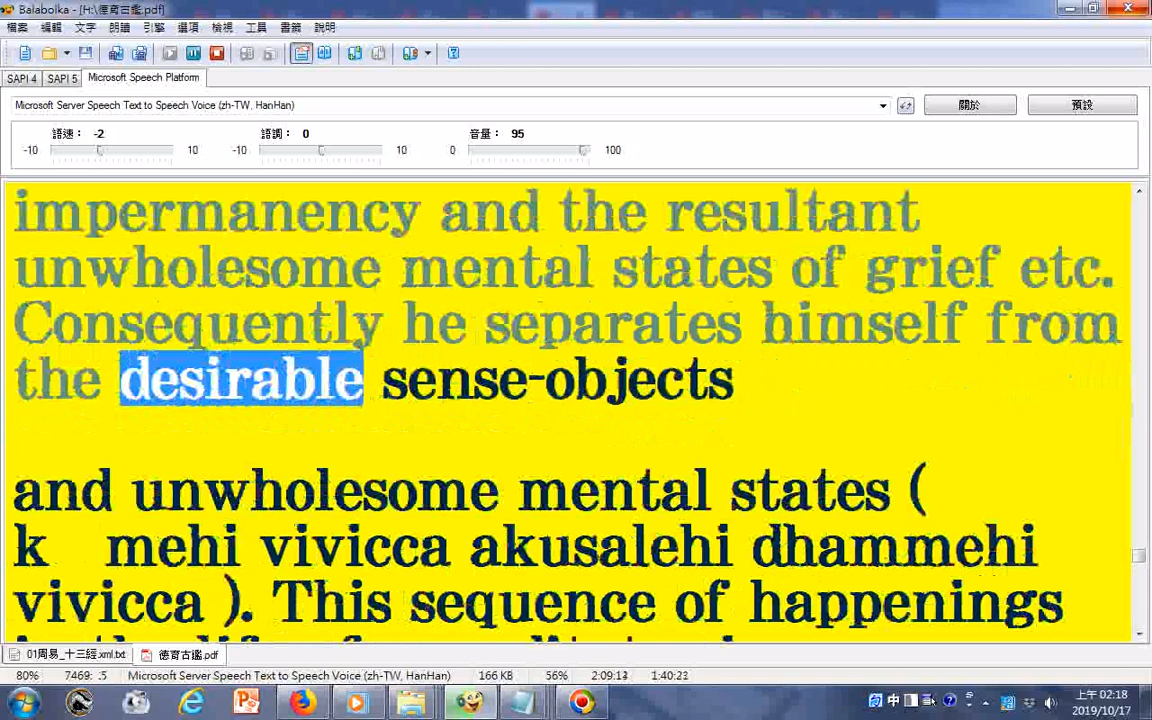 Balabolka - [H:\德育古鑑.pdf]
檔案 編輯 文字 朗讀 引擎 選項 檢視 工具 書籤 說明
SAPI 4 SAPI 5 Microsoft Speech Platform
Microsoft Server Speech Text to Speech Voice (zh-TW, HanHan) 關於 預設
語速： -2 語調： 0 音量： 95
-10 10 -10 10 0 100
impermanency and the resultant
unwholesome mental states of grief etc.
Consequently he separates himself from
the desirable sense-objects
and unwholesome mental states (
k mehi vivicca akusalehi dhammehi
vivicca ). This sequence of happenings
01周易_十三經.xml.txt 德育古鑑.pdf
80% 7469: .5 Microsoft Server Speech Text to Speech Voice (zh-TW, HanHan) 166 KB 56% 2:09:13 1:40:23
中 上午 02:18
2019/10/17